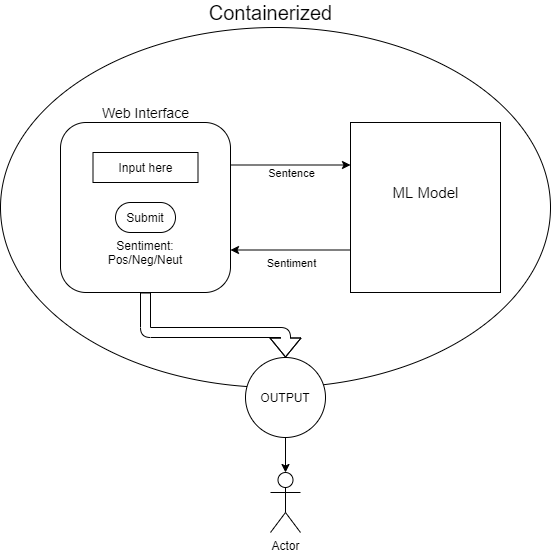 Containerized
Web Interface
Input here
Submit
Sentiment:
Pos/Neg/Neut
Sentence
ML Model
Sentiment
OUTPUT
Actor